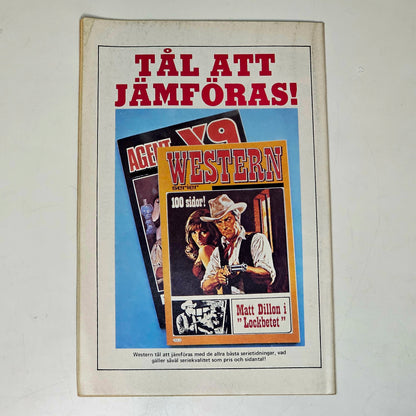 TÅL ATT
JÄMFÖRAS!
AGENT X9
WESTERN
serier
100 sidor!
Matt Dillon i
"Lockbetet"
Western tål att jämföras med de allra bästa serietidningar, vad
gäller såväl seriekvalitet som pris och sidantal!